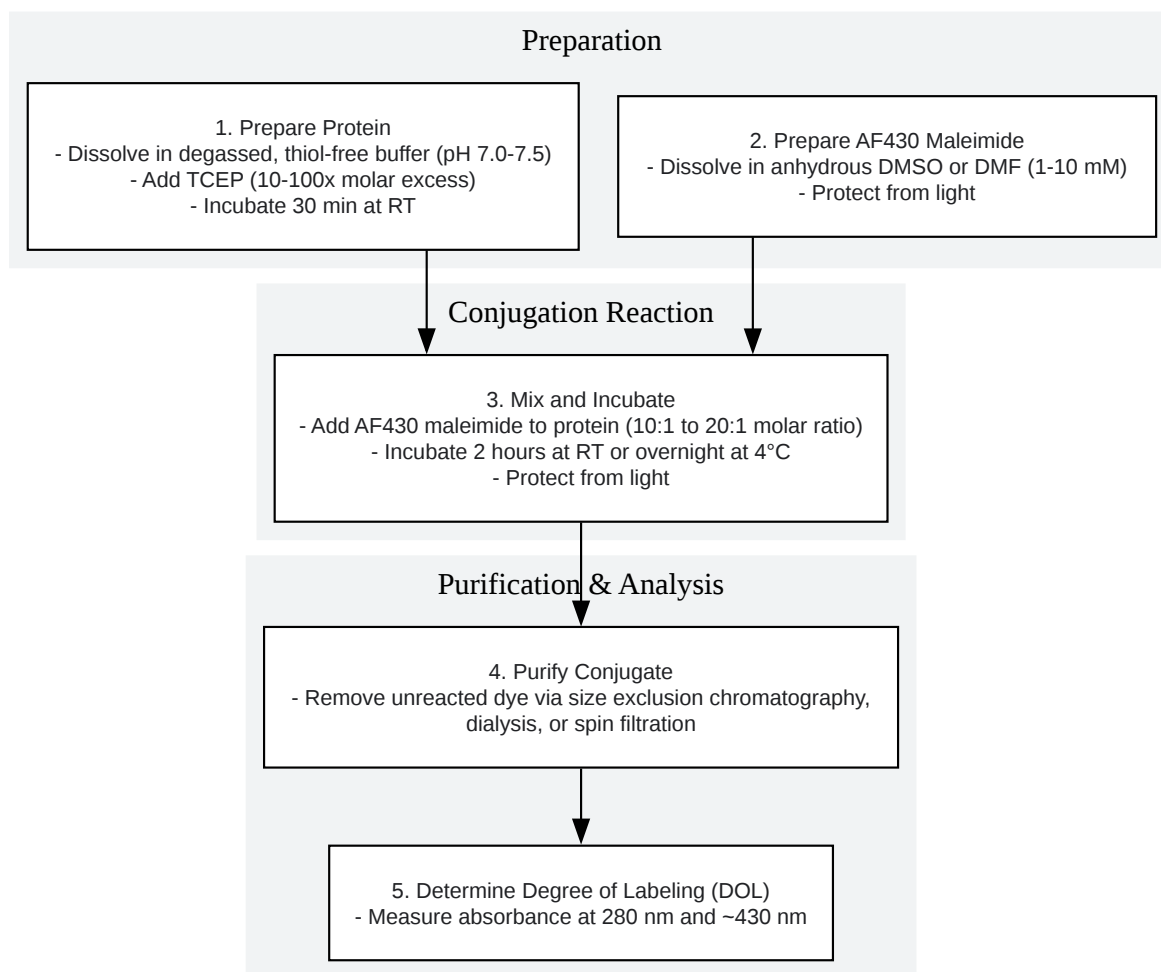 Preparation
1. Prepare Protein
- Dissolve in degassed, thiol-free buffer (pH 7.0-7.5)
- Add TCEP (10-100x molar excess)
- Incubate 30 min at RT
2. Prepare AF430 Maleimide
- Dissolve in anhydrous DMSO or DMF (1-10 mM)
- Protect from light
Conjugation Reaction
3. Mix and Incubate
- Add AF430 maleimide to protein (10:1 to 20:1 molar ratio)
- Incubate 2 hours at RT or overnight at 4°C
- Protect from light
Purification & Analysis
4. Purify Conjugate
- Remove unreacted dye via size exclusion chromatography,
dialysis, or spin filtration
5. Determine Degree of Labeling (DOL)
- Measure absorbance at 280 nm and ~430 nm